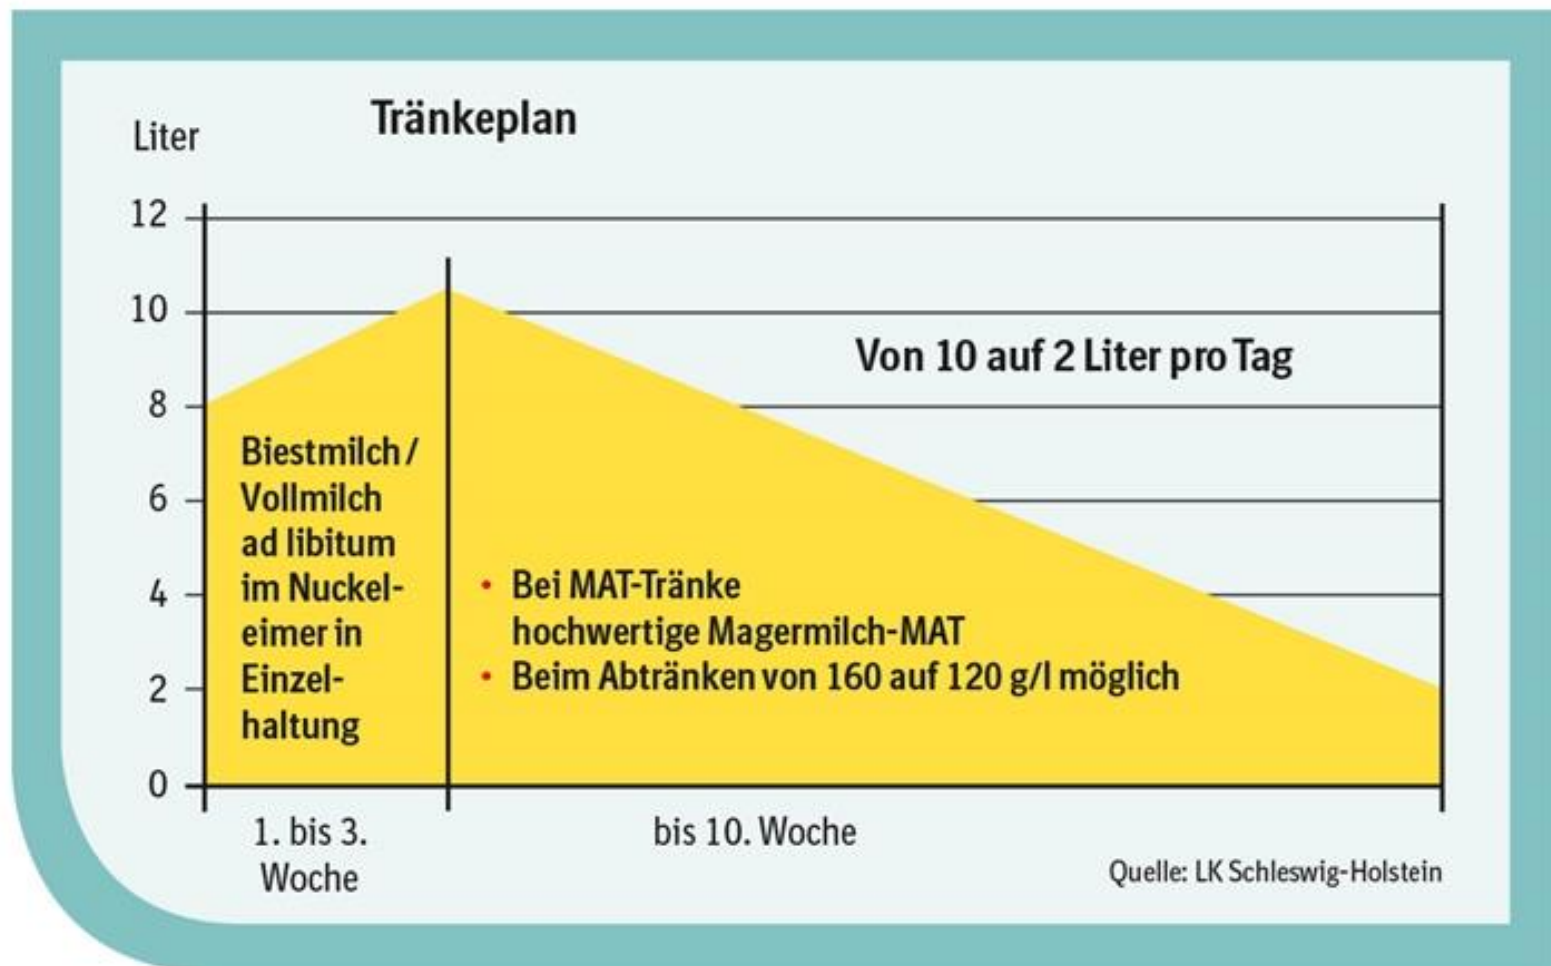 Tränkeplan
Liter
12
10
8
6
4
2
0
Von 10 auf 2 Liter pro Tag
Biestmilch /
Vollmilch
ad libitum
im Nuckel-
eimer in
Einzel-
haltung
• Bei MAT-Tränke
hochwertige Magermilch-MAT
• Beim Abtränken von 160 auf 120 g/l möglich
1. bis 3.
Woche
bis 10. Woche
Quelle: LK Schleswig-Holstein